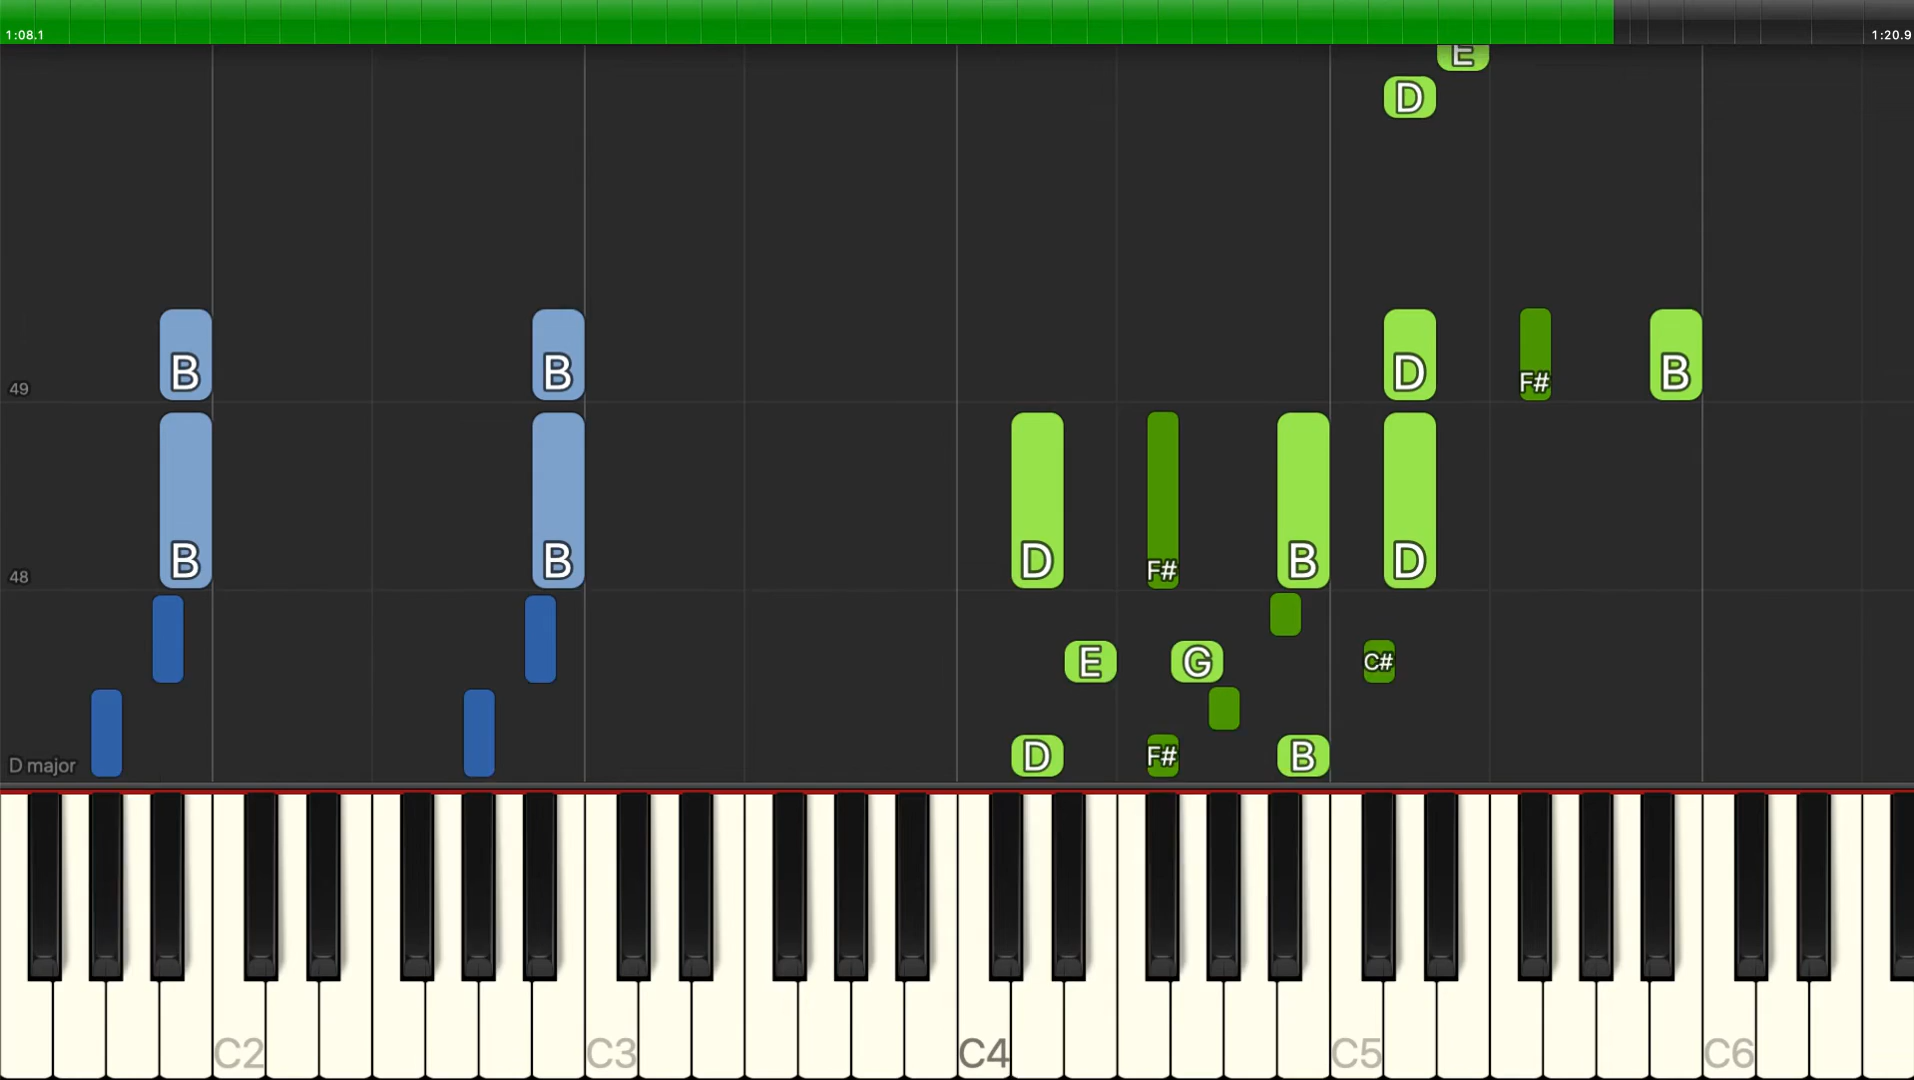 1:08.1 1:20.9
E
D
B B D F# B
49
B B D F# B D
48
E G C#
D F# B
D major
C2 C3 C4 C5 C6